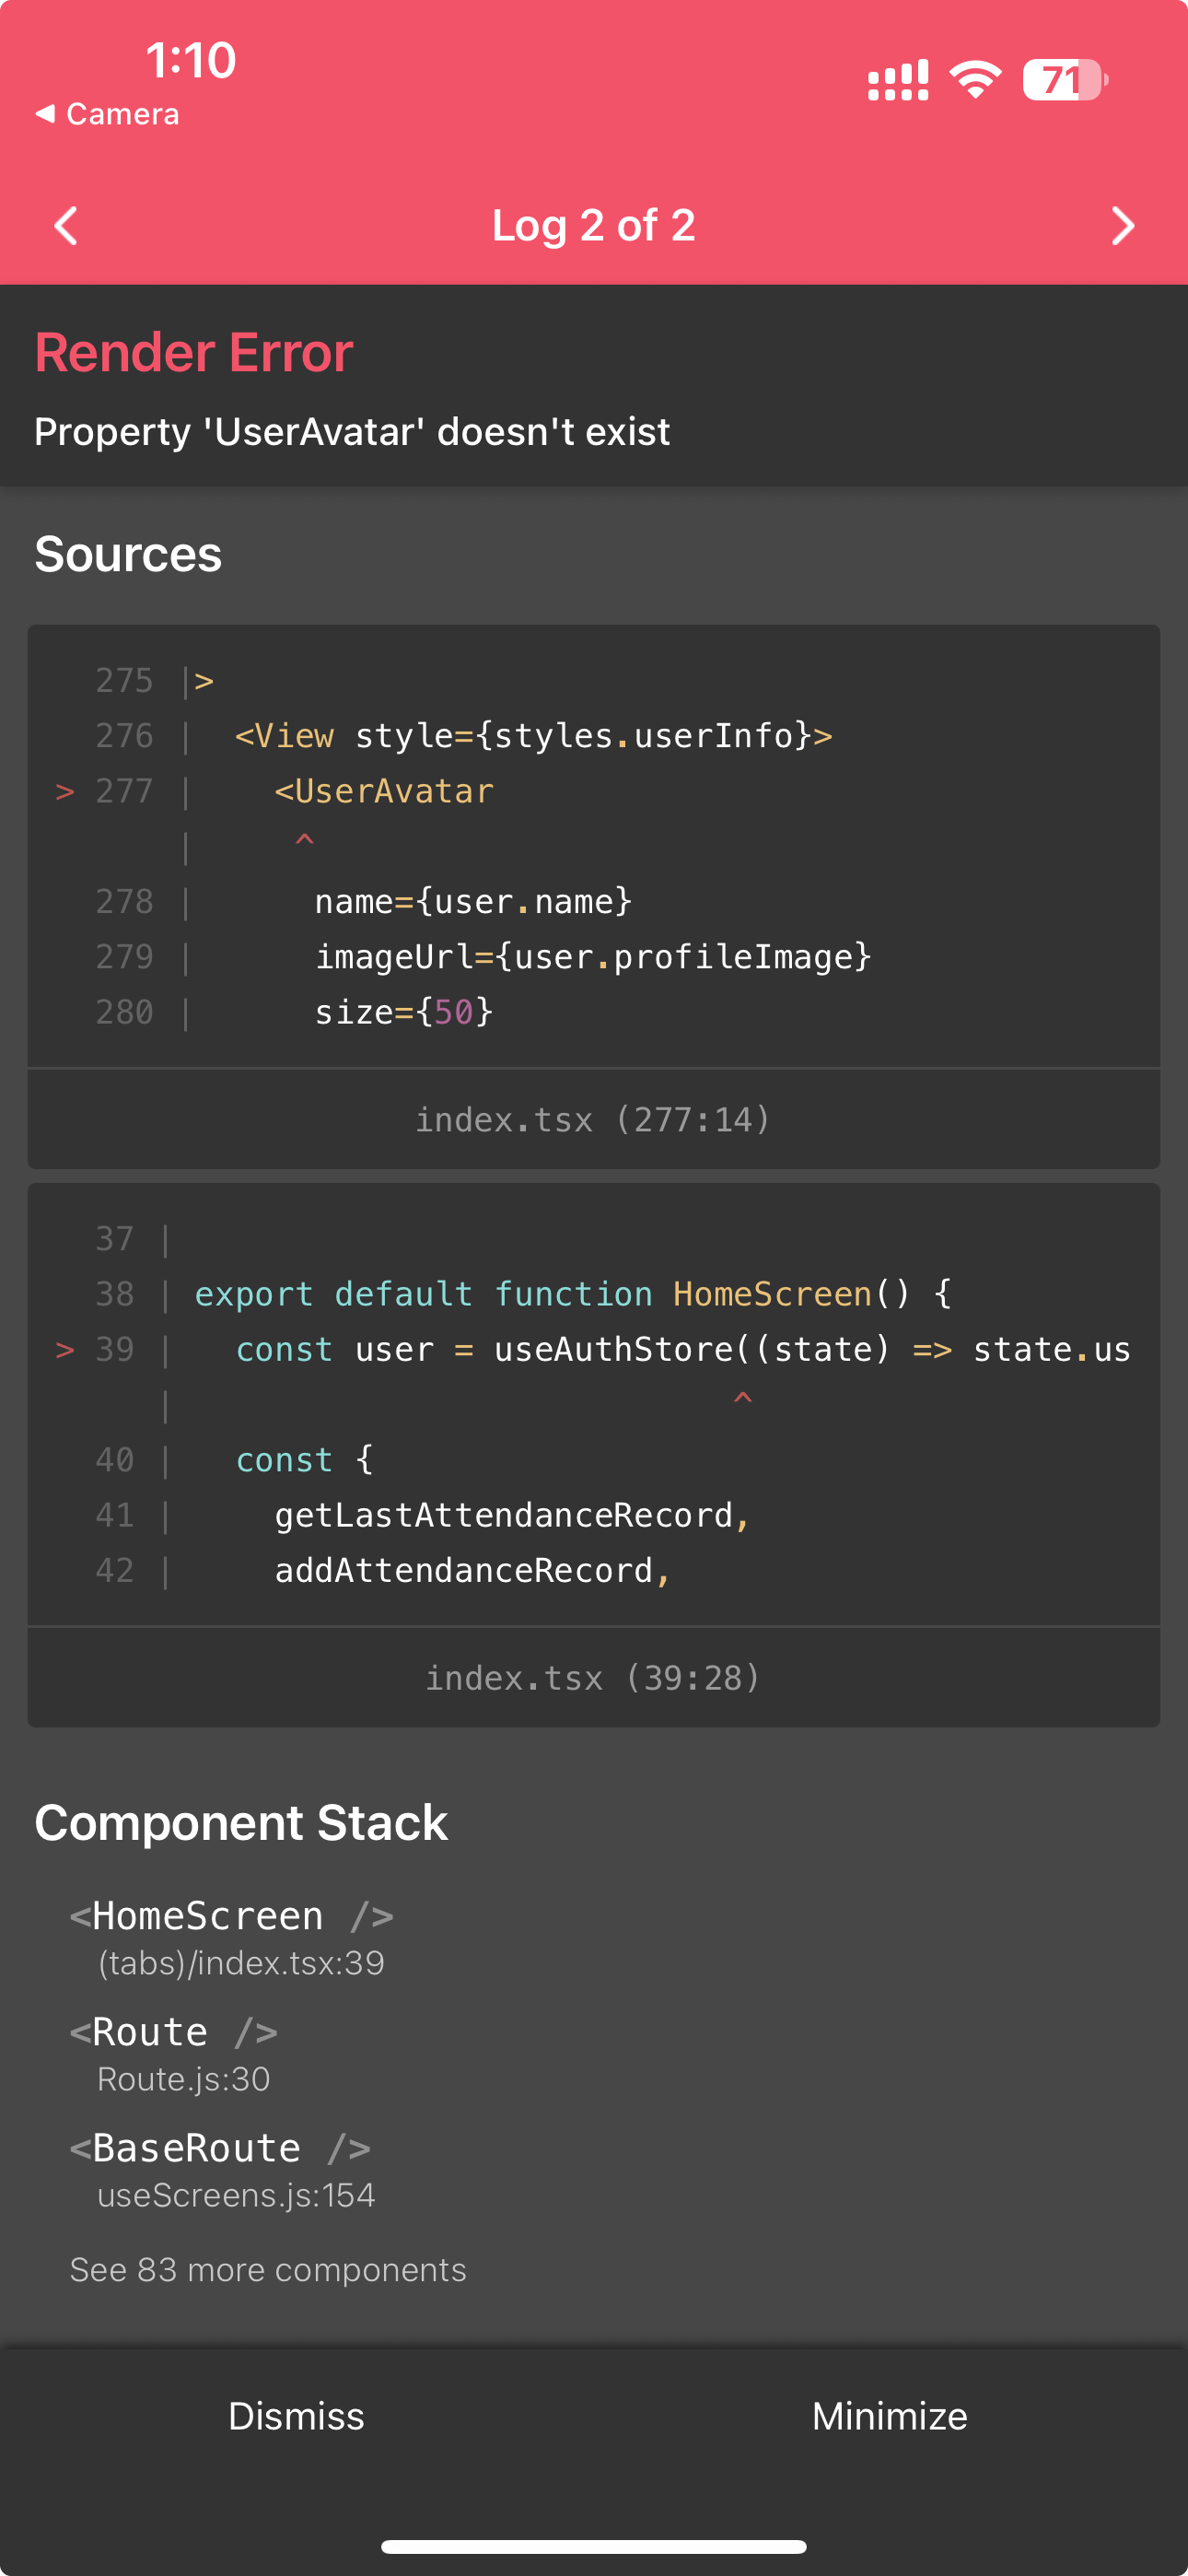 1:10
71
◀ Camera
Log 2 of 2
Render Error
Property 'UserAvatar' doesn't exist
Sources
275 |>
276 |  <View style={styles.userInfo}>
> 277 |    <UserAvatar
|     ^
278 |      name={user.name}
279 |      imageUrl={user.profileImage}
280 |      size={50}
index.tsx (277:14)
37 |
38 | export default function HomeScreen() {
> 39 |   const user = useAuthStore((state) => state.us
|                            ^
40 |   const {
41 |     getLastAttendanceRecord,
42 |     addAttendanceRecord,
index.tsx (39:28)
Component Stack
<HomeScreen />
(tabs)/index.tsx:39
<Route />
Route.js:30
<BaseRoute />
useScreens.js:154
See 83 more components
Dismiss
Minimize